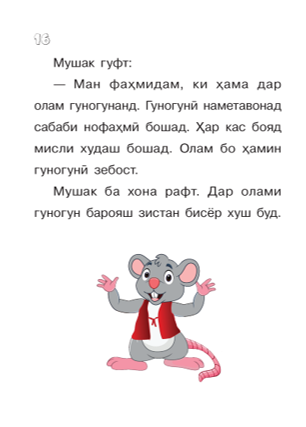 16
Мушак гуфт:
— Ман фаҳмидам, ки ҳама дар
олам гуногунанд. Гуногунӣ наметавонад
сабаби нофаҳмӣ бошад. Ҳар кас бояд
мисли худаш бошад. Олам бо ҳамин
гуногунӣ зебост.
Мушак ба хона рафт. Дар олами
гуногун барояш зистан бисёр хуш буд.